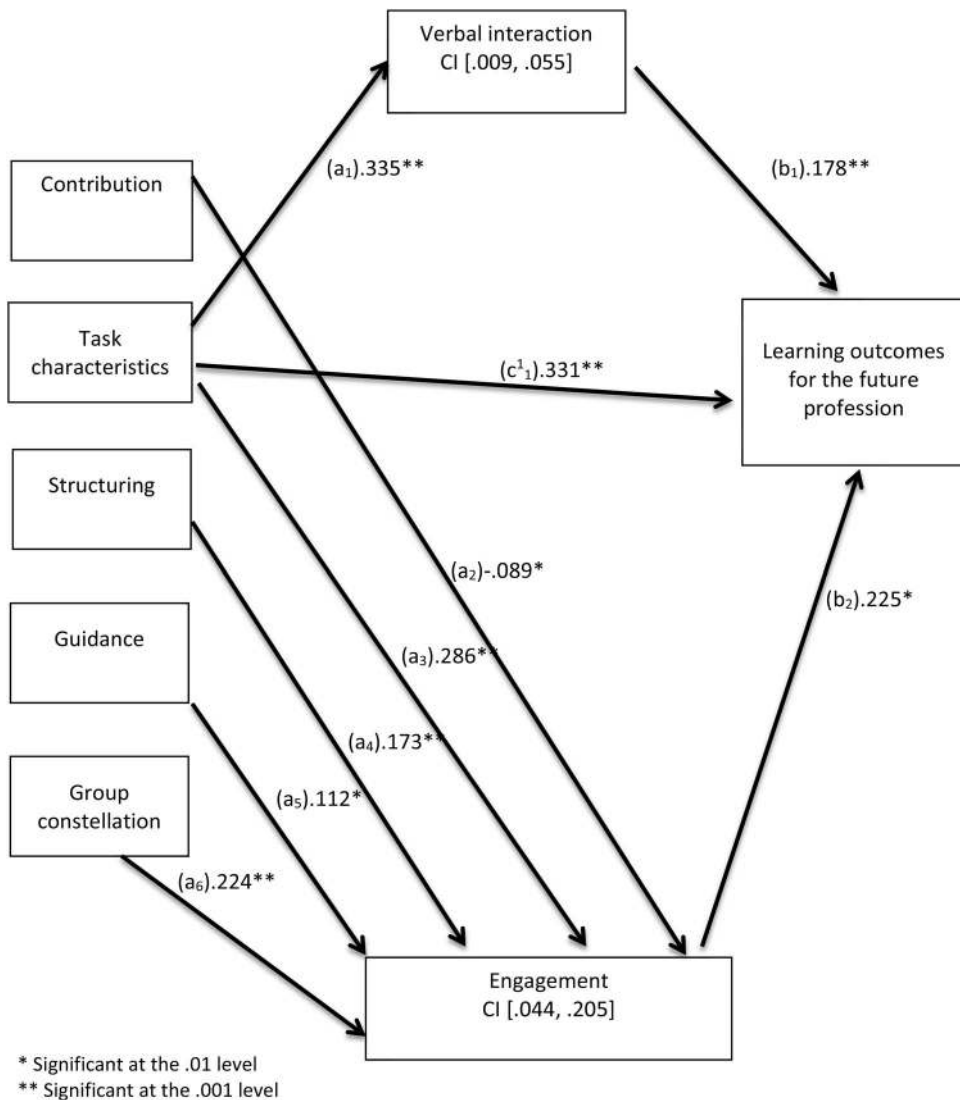 Verbal interaction
CI [.009, .055]
(a₁).335**
(b₁).178**
Contribution
Task
characteristics
(c¹₁).331**
Learning outcomes
for the future
profession
Structuring
(a₂)-.089*
(b₂).225*
Guidance
(a₃).286**
(a₄).173**
Group
constellation
(a₅).112*
(a₆).224**
Engagement
CI [.044, .205]
* Significant at the .01 level
** Significant at the .001 level